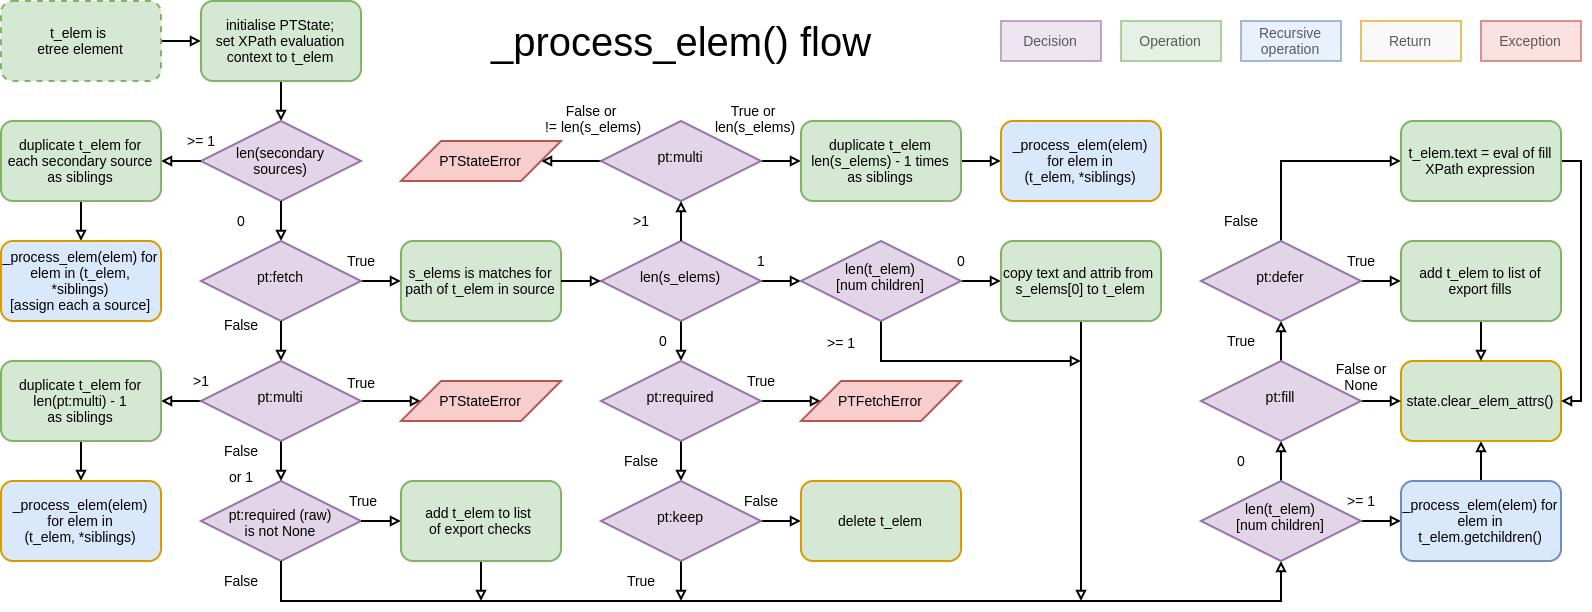 _process_elem() flow
Decision
Operation
Recursive
operation
Return
Exception
t_elem is
etree element
initialise PTState;
set XPath evaluation
context to t_elem
duplicate t_elem for
each secondary source
as siblings
>= 1
len(secondary
sources)
0
_process_elem(elem) for
elem in (t_elem,
*siblings)
[assign each a source]
pt:fetch
True
False
s_elems is matches for
path of t_elem in source
duplicate t_elem for
len(pt:multi) - 1
as siblings
>1
pt:multi
True
PTStateError
False
or 1
_process_elem(elem)
for elem in
(t_elem, *siblings)
pt:required (raw)
is not None
True
add t_elem to list
of export checks
False
PTStateError
False or
!= len(s_elems)
pt:multi
True or
len(s_elems)
duplicate t_elem
len(s_elems) - 1 times
as siblings
_process_elem(elem)
for elem in
(t_elem, *siblings)
>1
len(s_elems)
1
len(t_elem)
[num children]
0
copy text and attrib from
s_elems[0] to t_elem
0
>= 1
pt:required
True
PTFetchError
False
pt:keep
False
delete t_elem
True
t_elem.text = eval of fill
XPath expression
False
pt:defer
True
add t_elem to list of
export fills
True
pt:fill
False or
None
state.clear_elem_attrs()
0
len(t_elem)
[num children]
>= 1
_process_elem(elem) for
elem in
t_elem.getchildren()